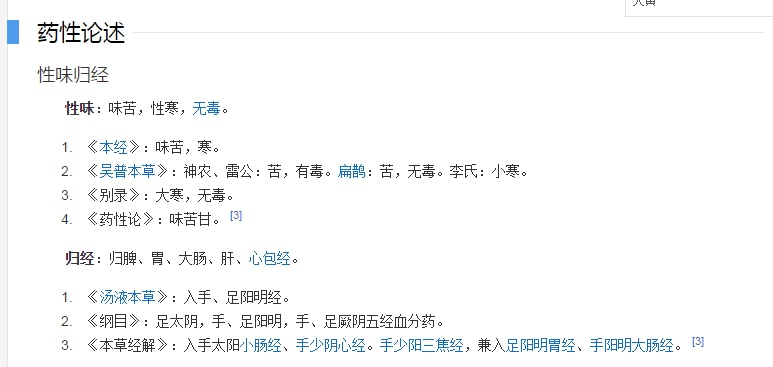 药性论述
性味归经
性味：味苦，性寒，无毒。
1. 《本经》：味苦，寒。
2. 《吴普本草》：神农、雷公：苦，有毒。扁鹊：苦，无毒。李氏：小寒。
3. 《别录》：大寒，无毒。
4. 《药性论》：味苦甘。 [3]
归经：归脾、胃、大肠、肝、心包经。
1. 《汤液本草》：入手、足阳明经。
2. 《纲目》：足太阴，手、足阳明，手、足厥阴五经血分药。
3. 《本草经解》：入手太阳小肠经、手少阴心经。手少阳三焦经，兼入足阳明胃经、手阳明大肠经。 [3]